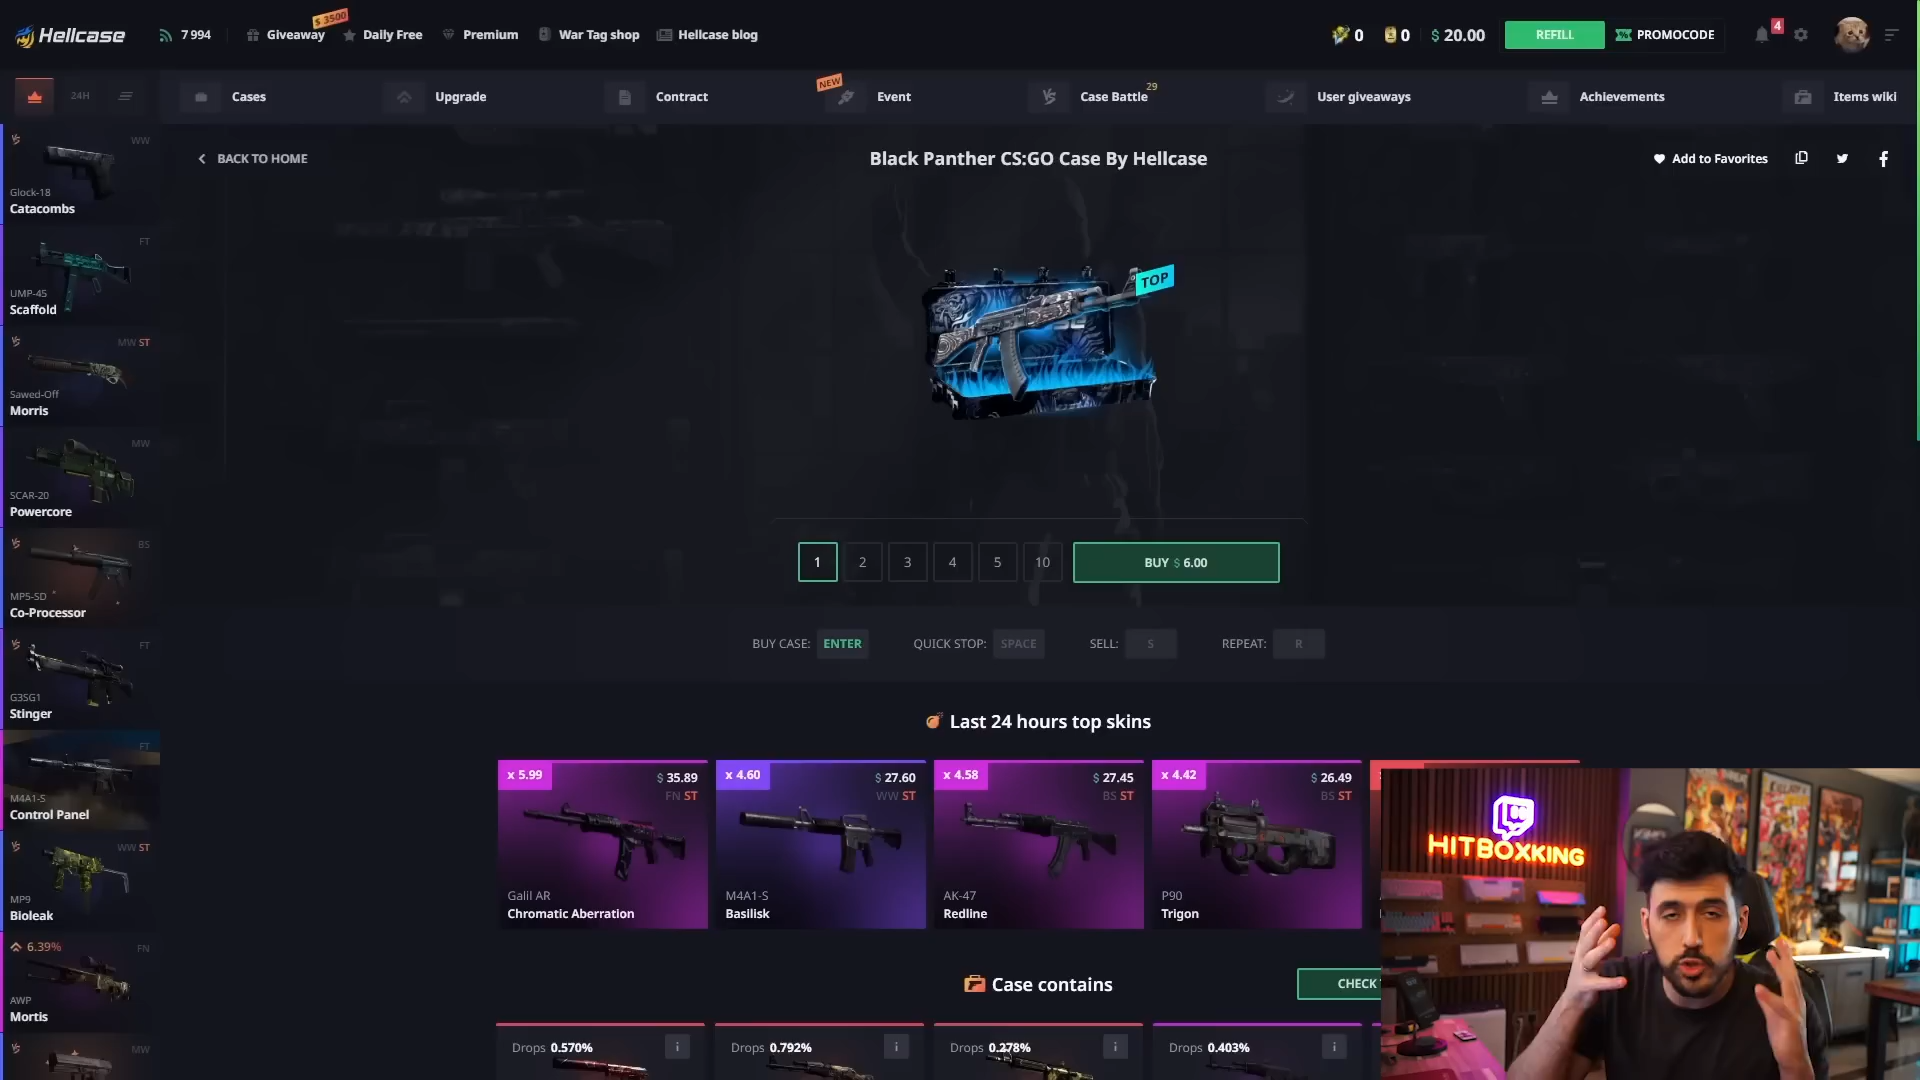 Hellcase
7 994
Giveaway
$ 3500
Daily Free
Premium
War Tag shop
Hellcase blog
0
0
$ 20.00
REFILL
PROMOCODE
4
24H
Cases
Upgrade
Contract
NEW
Event
Case Battle
29
User giveaways
Achievements
Items wiki
BACK TO HOME
Black Panther CS:GO Case By Hellcase
Add to Favorites
WW
Glock-18
Catacombs
FT
UMP-45
Scaffold
MW ST
Sawed-Off
Morris
MW
SCAR-20
Powercore
BS
MP5-SD
Co-Processor
FT
G3SG1
Stinger
FT
M4A1-S
Control Panel
WW ST
MP9
Bioleak
6.39%
FN
AWP
Mortis
MW
TOP
1
2
3
4
5
10
BUY $ 6.00
BUY CASE: ENTER
QUICK STOP: SPACE
SELL: S
REPEAT: R
Last 24 hours top skins
x 5.99
$ 35.89
FN ST
Galil AR
Chromatic Aberration
x 4.60
$ 27.60
WW ST
M4A1-S
Basilisk
x 4.58
$ 27.45
BS ST
AK-47
Redline
x 4.42
$ 26.49
BS ST
P90
Trigon
HITBOXKING
Case contains
CHECK
Drops 0.570%
i
Drops 0.792%
i
Drops 0.278%
i
Drops 0.403%
i